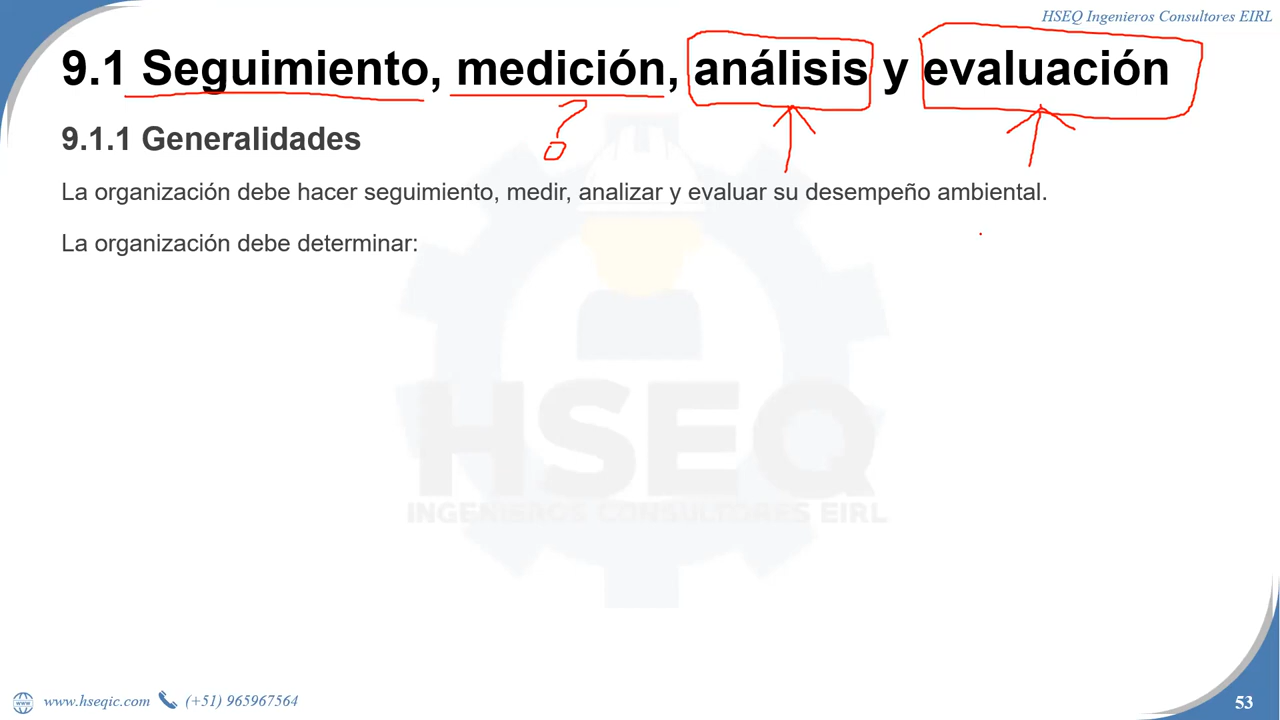 HSEQ Ingenieros Consultores EIRL
9.1 Seguimiento, medición, análisis y evaluación
?
9.1.1 Generalidades
La organización debe hacer seguimiento, medir, analizar y evaluar su desempeño ambiental.
La organización debe determinar:
HSEQ
INGENIEROS CONSULTORES EIRL
www.hseqic.com (+51) 965967564
53